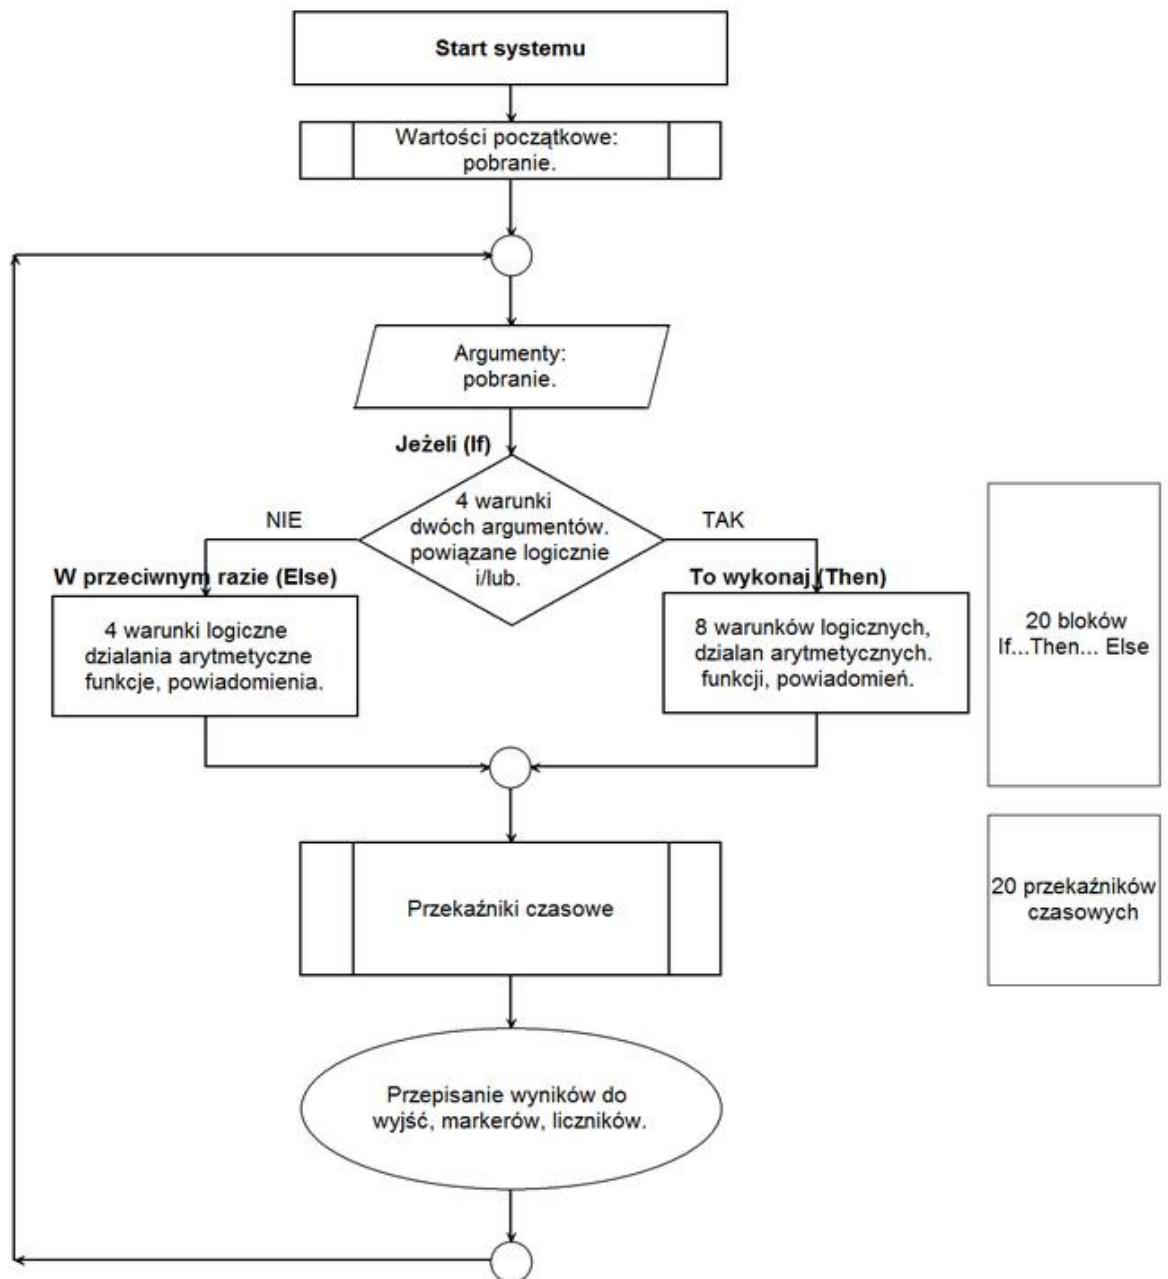 Start systemu
Wartości początkowe:
pobranie.
Argumenty:
pobranie.
Jeżeli (If)
4 warunki
dwóch argumentów.
powiązane logicznie
i/lub.
NIE
TAK
W przeciwnym razie (Else)
4 warunki logiczne
dzialania arytmetyczne
funkcje, powiadomienia.
To wykonaj (Then)
8 warunków logicznych,
dzialan arytmetycznych.
funkcji, powiadomień.
20 bloków
If...Then... Else
Przekaźniki czasowe
20 przekaźników
czasowych
Przepisanie wyników do
wyjść, markerów, liczników.